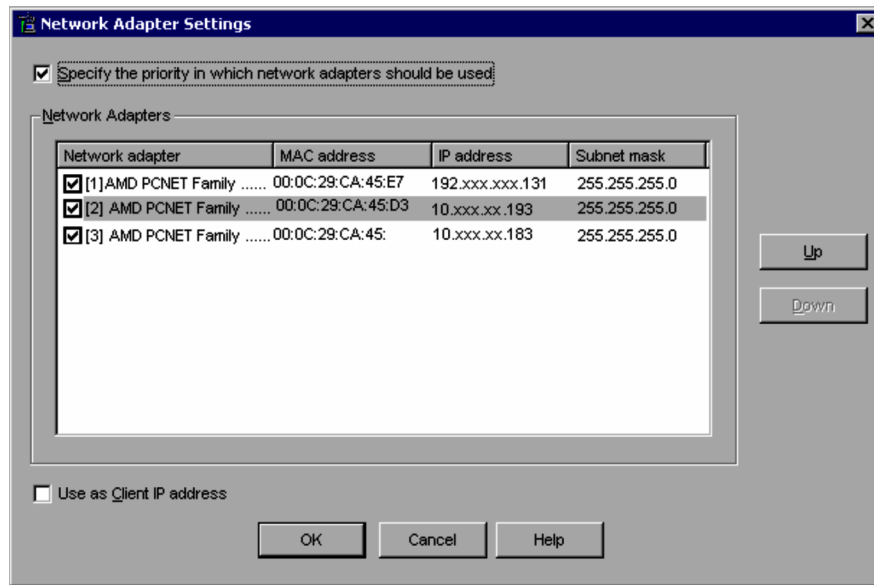 Network Adapter Settings
Specify the priority in which network adapters should be used
Network Adapters
Network adapter MAC address IP address Subnet mask
[1]AMD PCNET Family ...... 00:0C:29:CA:45:E7 192.xxx.xxx.131 255.255.255.0
[2] AMD PCNET Family ...... 00:0C:29:CA:45:D3 10.xxx.xx.193 255.255.255.0
[3] AMD PCNET Family ...... 00:0C:29:CA:45: 10.xxx.xx.183 255.255.255.0
Up
Down
Use as Client IP address
OK Cancel Help